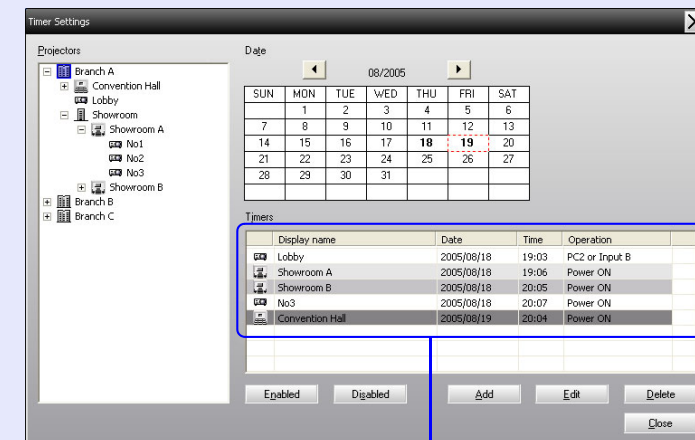 Timer Settings
Projectors
Branch A
Convention Hall
Lobby
Showroom
Showroom A
No1
No2
No3
Showroom B
Branch B
Branch C
Date
08/2005
SUN MON TUE WED THU FRI SAT
1 2 3 4 5 6
7 8 9 10 11 12 13
14 15 16 17 18 19 20
21 22 23 24 25 26 27
28 29 30 31
Timers
Display name Date Time Operation
Lobby 2005/08/18 19:03 PC2 or Input B
Showroom A 2005/08/18 19:06 Power ON
Showroom B 2005/08/18 20:05 Power ON
No3 2005/08/18 20:07 Power ON
Convention Hall 2005/08/19 20:04 Power ON
Enabled Disabled Add Edit Delete
Close